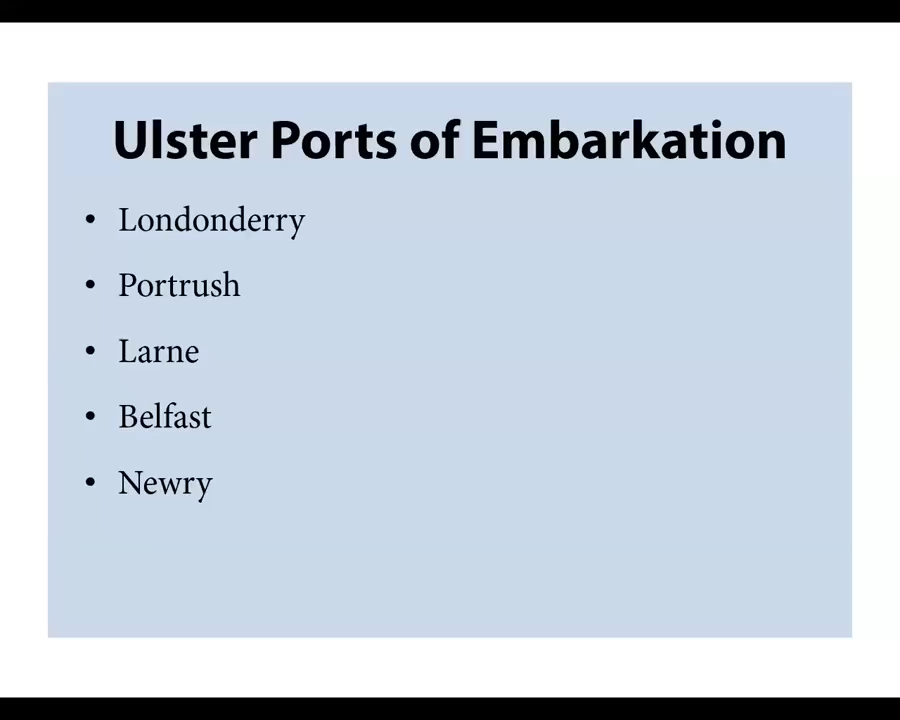 Ulster Ports of Embarkation
• Londonderry
• Portrush
• Larne
• Belfast
• Newry